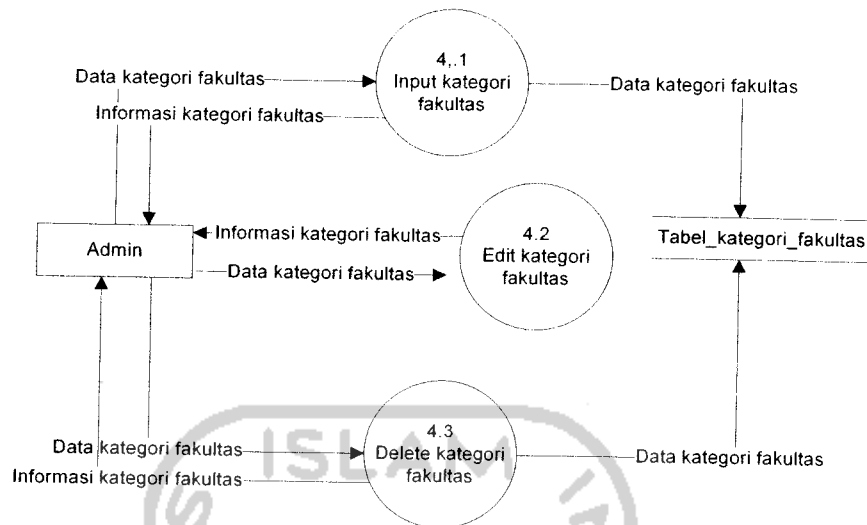 4,.1
Input kategori
fakultas
Data kategori fakultas
Data kategori fakultas
Informasi kategori fakultas
Admin
Informasi kategori fakultas
Data kategori fakultas
4.2
Edit kategori
fakultas
Tabel_kategori_fakultas
4.3
Delete kategori
fakultas
Data kategori fakultas
Informasi kategori fakultas
Data kategori fakultas
ISLAM